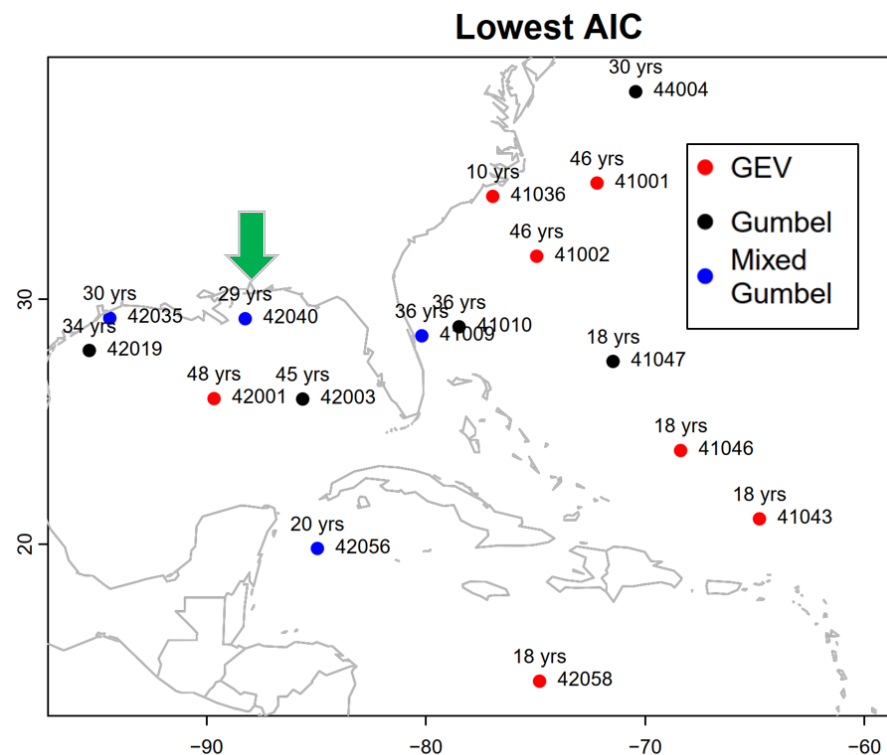 Lowest AIC
30 yrs
44004
46 yrs
41001
10 yrs
41036
46 yrs
41002
GEV
Gumbel
Mixed
Gumbel
30
30 yrs
42035
29 yrs
42040
36 yrs
41009
36 yrs
41010
34 yrs
42019
18 yrs
41047
48 yrs
42001
45 yrs
42003
18 yrs
41046
18 yrs
41043
20
20 yrs
42056
18 yrs
42058
−90
−80
−70
−60